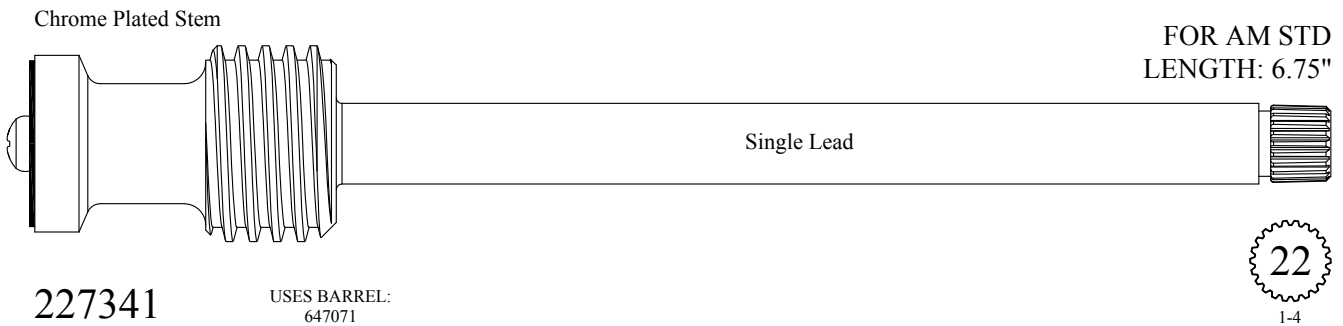 Chrome Plated Stem
FOR AM STD
LENGTH: 6.75"
Single Lead
22
227341
USES BARREL:
647071
1-4